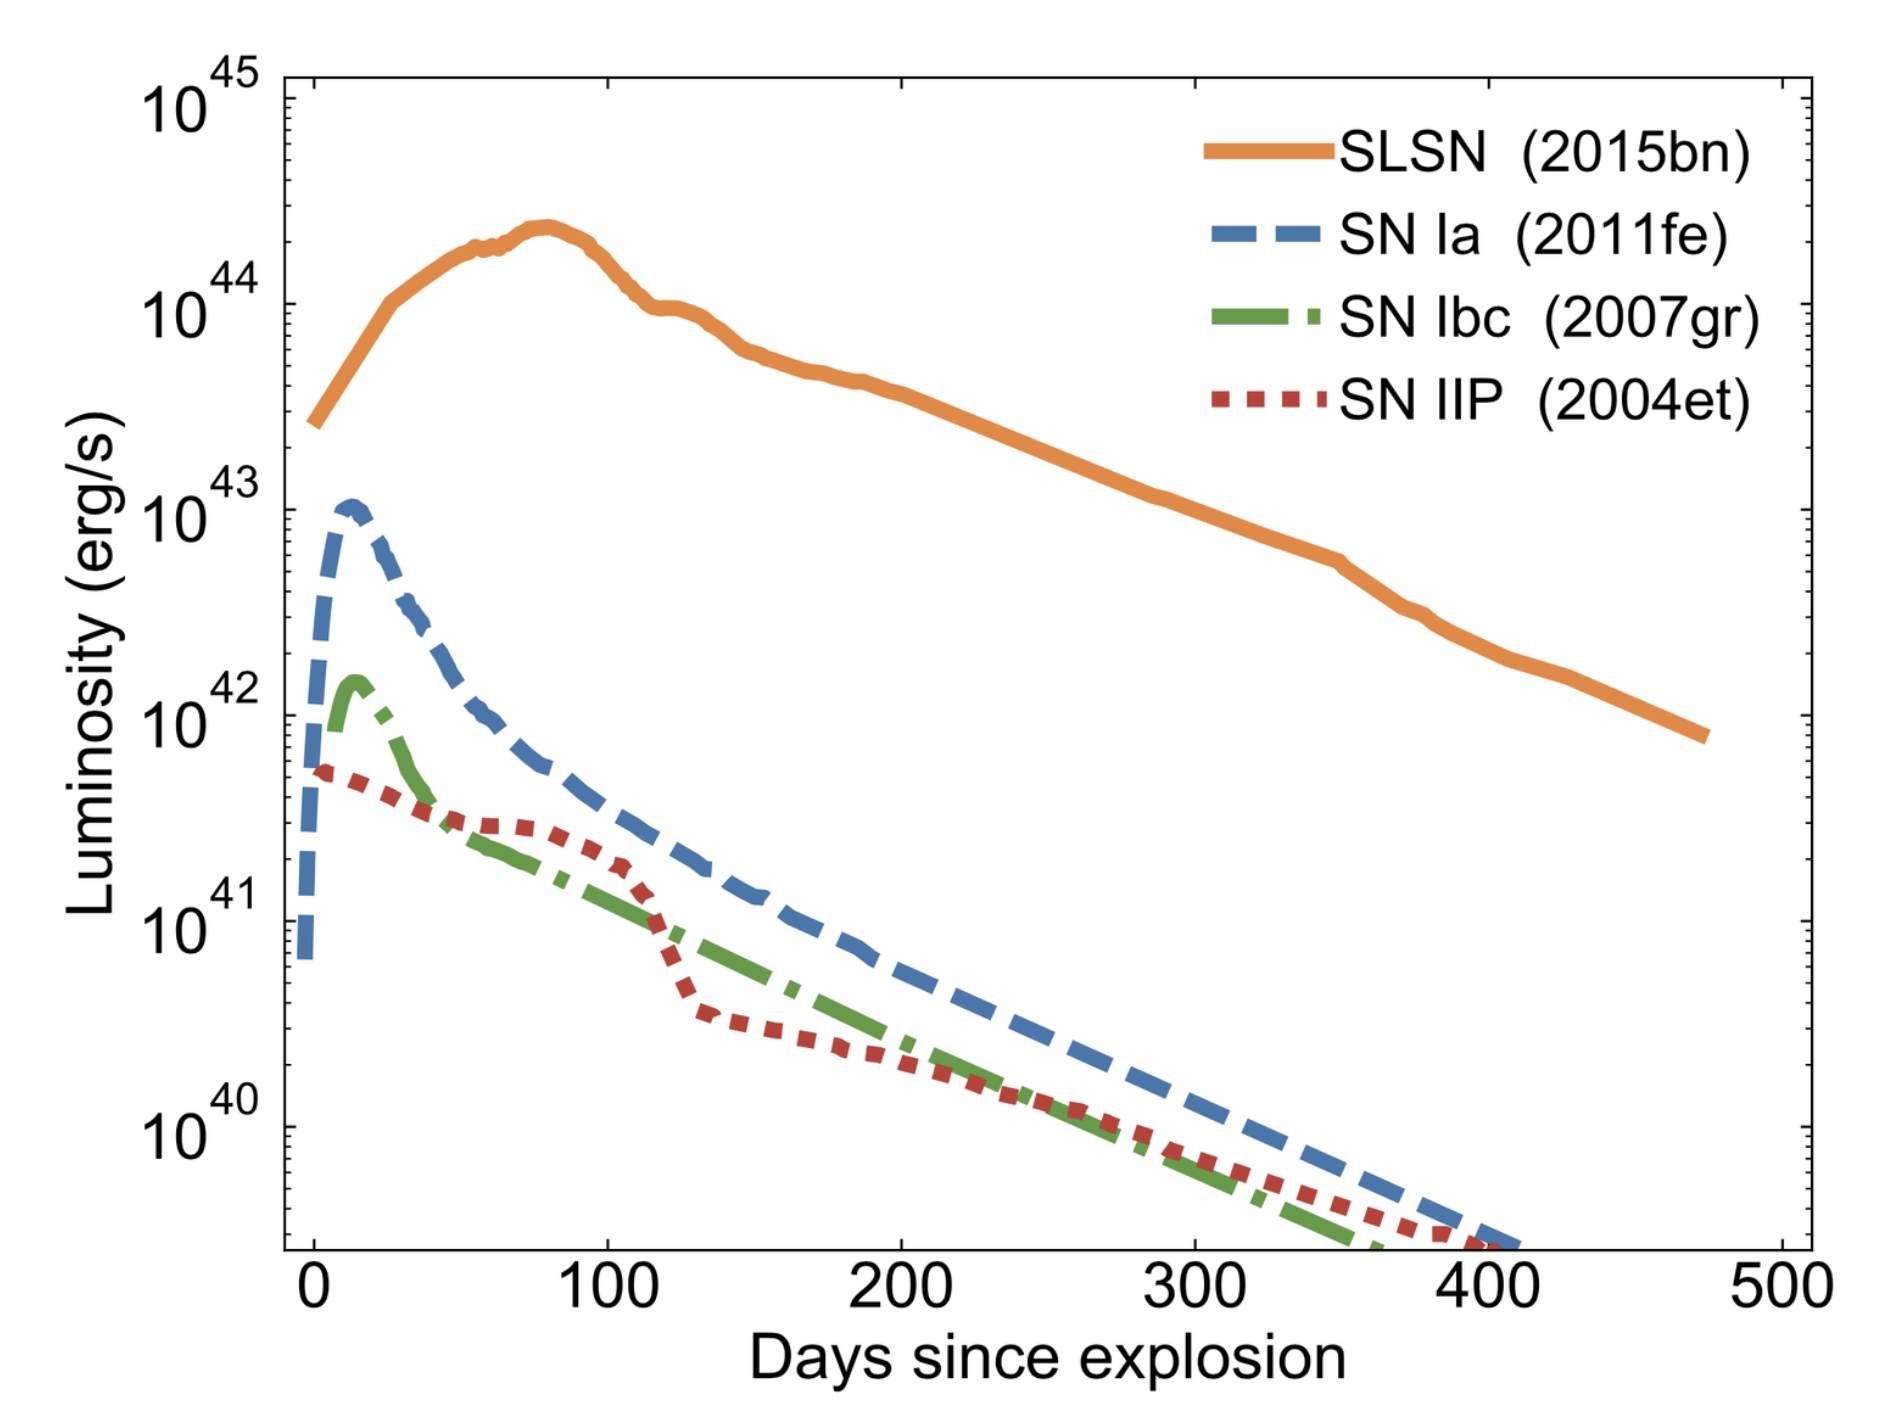 10^45
10^44
10^43
10^42
10^41
10^40
Luminosity (erg/s)
SLSN (2015bn)
SN Ia (2011fe)
SN Ibc (2007gr)
SN IIP (2004et)
0 100 200 300 400 500
Days since explosion